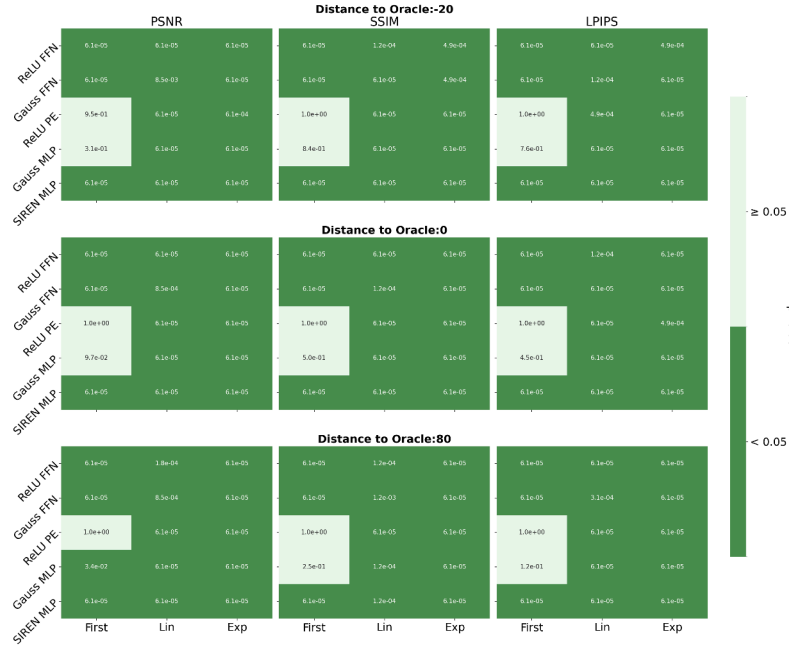 Distance to Oracle:-20
PSNR SSIM LPIPS
ReLU FFN 6.1e-05 6.1e-05 6.1e-05 6.1e-05 1.2e-04 4.9e-04 6.1e-05 6.1e-05 4.9e-04
Gauss FFN 6.1e-05 8.5e-03 6.1e-05 6.1e-05 6.1e-05 4.9e-04 6.1e-05 1.2e-04 6.1e-05
ReLU PE 9.5e-01 6.1e-05 6.1e-04 1.0e+00 6.1e-05 6.1e-05 1.0e+00 4.9e-04 6.1e-05
Gauss MLP 3.1e-01 6.1e-05 6.1e-05 8.4e-01 6.1e-05 6.1e-05 7.6e-01 6.1e-05 6.1e-05
SIREN MLP 6.1e-05 6.1e-05 6.1e-05 6.1e-05 6.1e-05 6.1e-05 6.1e-05 6.1e-05 6.1e-05
Distance to Oracle:0
ReLU FFN 6.1e-05 6.1e-05 6.1e-05 6.1e-05 6.1e-05 6.1e-05 6.1e-05 1.2e-04 6.1e-05
Gauss FFN 6.1e-05 8.5e-04 6.1e-05 6.1e-05 1.2e-04 6.1e-05 6.1e-05 6.1e-05 6.1e-05
ReLU PE 1.0e+00 6.1e-05 6.1e-05 1.0e+00 6.1e-05 6.1e-05 1.0e+00 6.1e-05 4.9e-04
Gauss MLP 9.7e-02 6.1e-05 6.1e-05 5.0e-01 6.1e-05 6.1e-05 4.5e-01 6.1e-05 6.1e-05
SIREN MLP 6.1e-05 6.1e-05 6.1e-05 6.1e-05 6.1e-05 6.1e-05 6.1e-05 6.1e-05 6.1e-05
Distance to Oracle:80
ReLU FFN 6.1e-05 1.8e-04 6.1e-05 6.1e-05 1.2e-04 6.1e-05 6.1e-05 6.1e-05 6.1e-05
Gauss FFN 6.1e-05 8.5e-04 6.1e-05 6.1e-05 1.2e-03 6.1e-05 6.1e-05 3.1e-04 6.1e-05
ReLU PE 1.0e+00 6.1e-05 6.1e-05 1.0e+00 6.1e-05 6.1e-05 1.0e+00 6.1e-05 6.1e-05
Gauss MLP 3.4e-02 6.1e-05 6.1e-05 2.5e-01 1.2e-04 6.1e-05 1.2e-01 6.1e-05 6.1e-05
SIREN MLP 6.1e-05 6.1e-05 6.1e-05 6.1e-05 1.2e-04 6.1e-05 6.1e-05 6.1e-05 6.1e-05
First Lin Exp First Lin Exp First Lin Exp
≥ 0.05
< 0.05